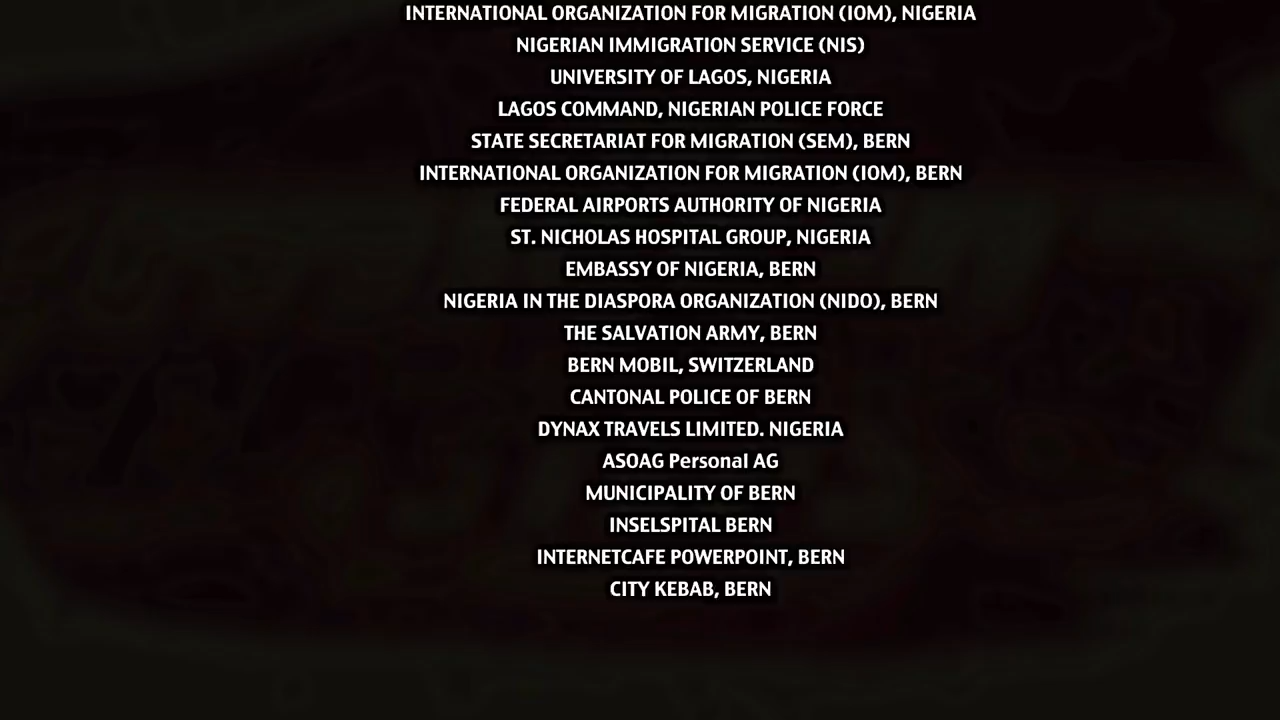 INTERNATIONAL ORGANIZATION FOR MIGRATION (IOM), NIGERIA
NIGERIAN IMMIGRATION SERVICE (NIS)
UNIVERSITY OF LAGOS, NIGERIA
LAGOS COMMAND, NIGERIAN POLICE FORCE
STATE SECRETARIAT FOR MIGRATION (SEM), BERN
INTERNATIONAL ORGANIZATION FOR MIGRATION (IOM), BERN
FEDERAL AIRPORTS AUTHORITY OF NIGERIA
ST. NICHOLAS HOSPITAL GROUP, NIGERIA
EMBASSY OF NIGERIA, BERN
NIGERIA IN THE DIASPORA ORGANIZATION (NIDO), BERN
THE SALVATION ARMY, BERN
BERN MOBIL, SWITZERLAND
CANTONAL POLICE OF BERN
DYNAX TRAVELS LIMITED. NIGERIA
ASOAG Personal AG
MUNICIPALITY OF BERN
INSELSPITAL BERN
INTERNETCAFE POWERPOINT, BERN
CITY KEBAB, BERN